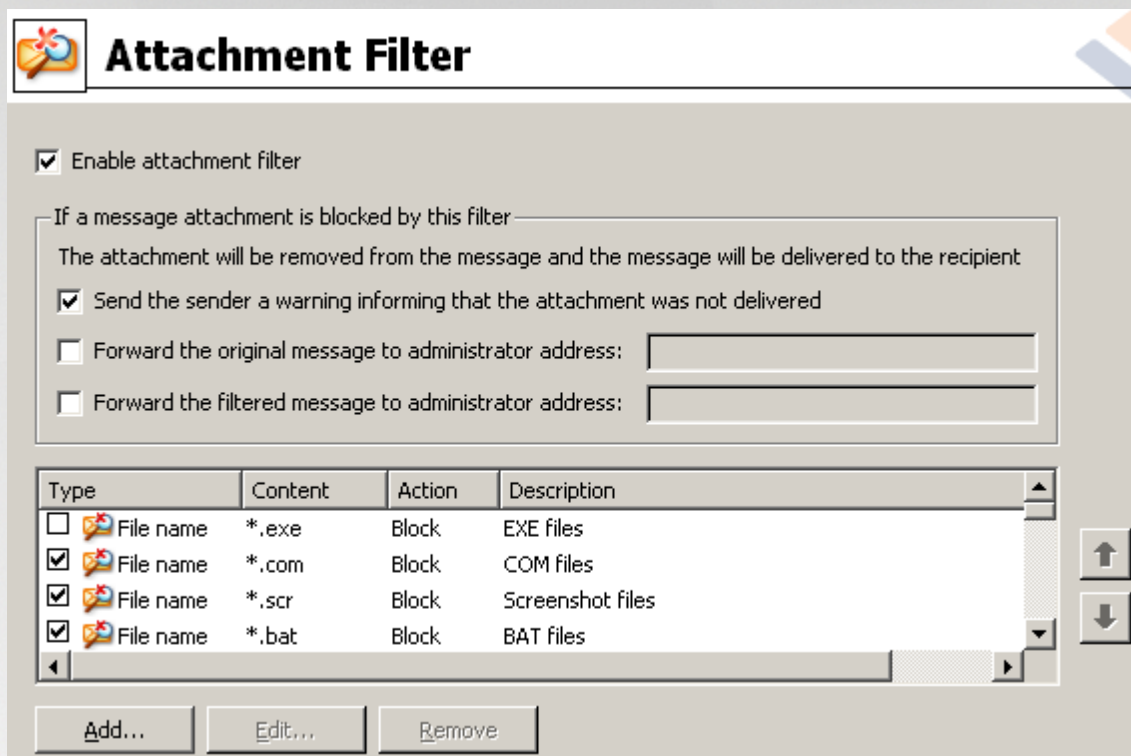 Attachment Filter
Enable attachment filter
If a message attachment is blocked by this filter
The attachment will be removed from the message and the message will be delivered to the recipient
Send the sender a warning informing that the attachment was not delivered
Forward the original message to administrator address:
Forward the filtered message to administrator address:
Type Content Action Description
File name *.exe Block EXE files
File name *.com Block COM files
File name *.scr Block Screenshot files
File name *.bat Block BAT files
Add... Edit... Remove